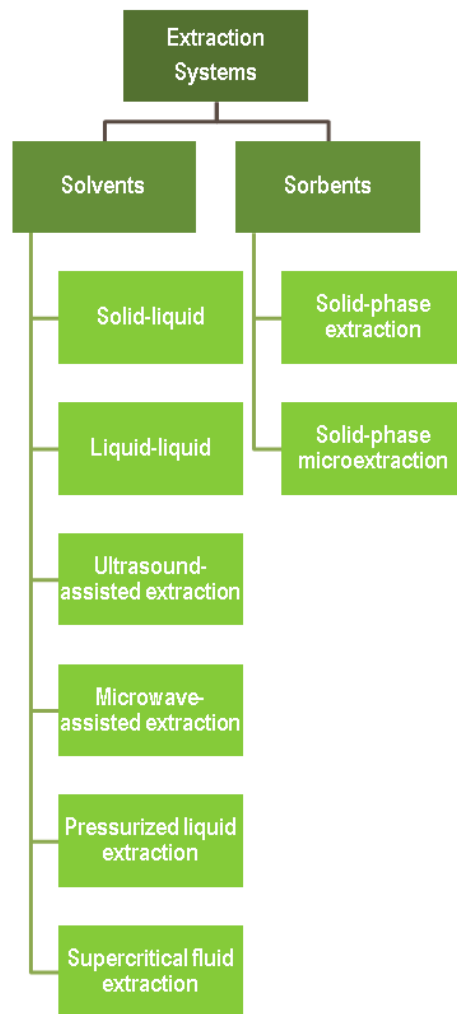 Extraction
Systems
Solvents
Sorbents
Solid-liquid
Liquid-liquid
Ultrasound-
assisted extraction
Microwave-
assisted extraction
Pressurized liquid
extraction
Supercritical fluid
extraction
Solid-phase
extraction
Solid-phase
microextraction